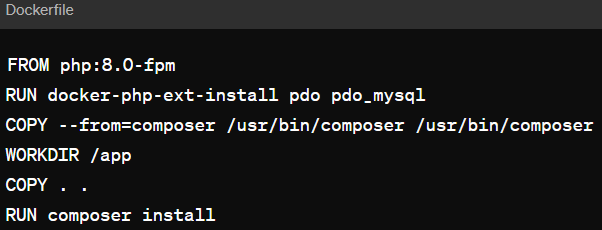 Dockerfile
FROM php:8.0-fpm
RUN docker-php-ext-install pdo pdo_mysql
COPY --from=composer /usr/bin/composer /usr/bin/composer
WORKDIR /app
COPY . .
RUN composer install